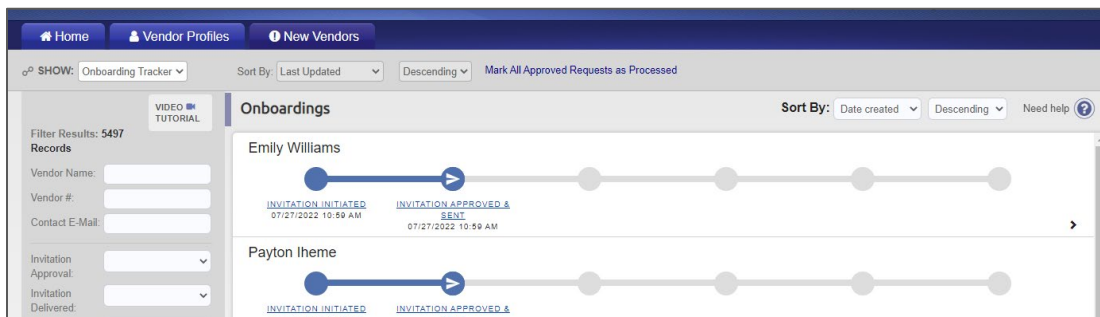 Home
Vendor Profiles
New Vendors
SHOW: Onboarding Tracker
Sort By: Last Updated
Descending
Mark All Approved Requests as Processed
VIDEO
TUTORIAL
Filter Results: 5497
Records
Vendor Name:
Vendor #:
Contact E-Mail:
Invitation
Approval:
Invitation
Delivered:
Onboardings
Sort By: Date created
Descending
Need help ?
Emily Williams
INVITATION INITIATED
07/27/2022 10:59 AM
INVITATION APPROVED &
SENT
07/27/2022 10:59 AM
Payton Iheme
INVITATION INITIATED
INVITATION APPROVED &